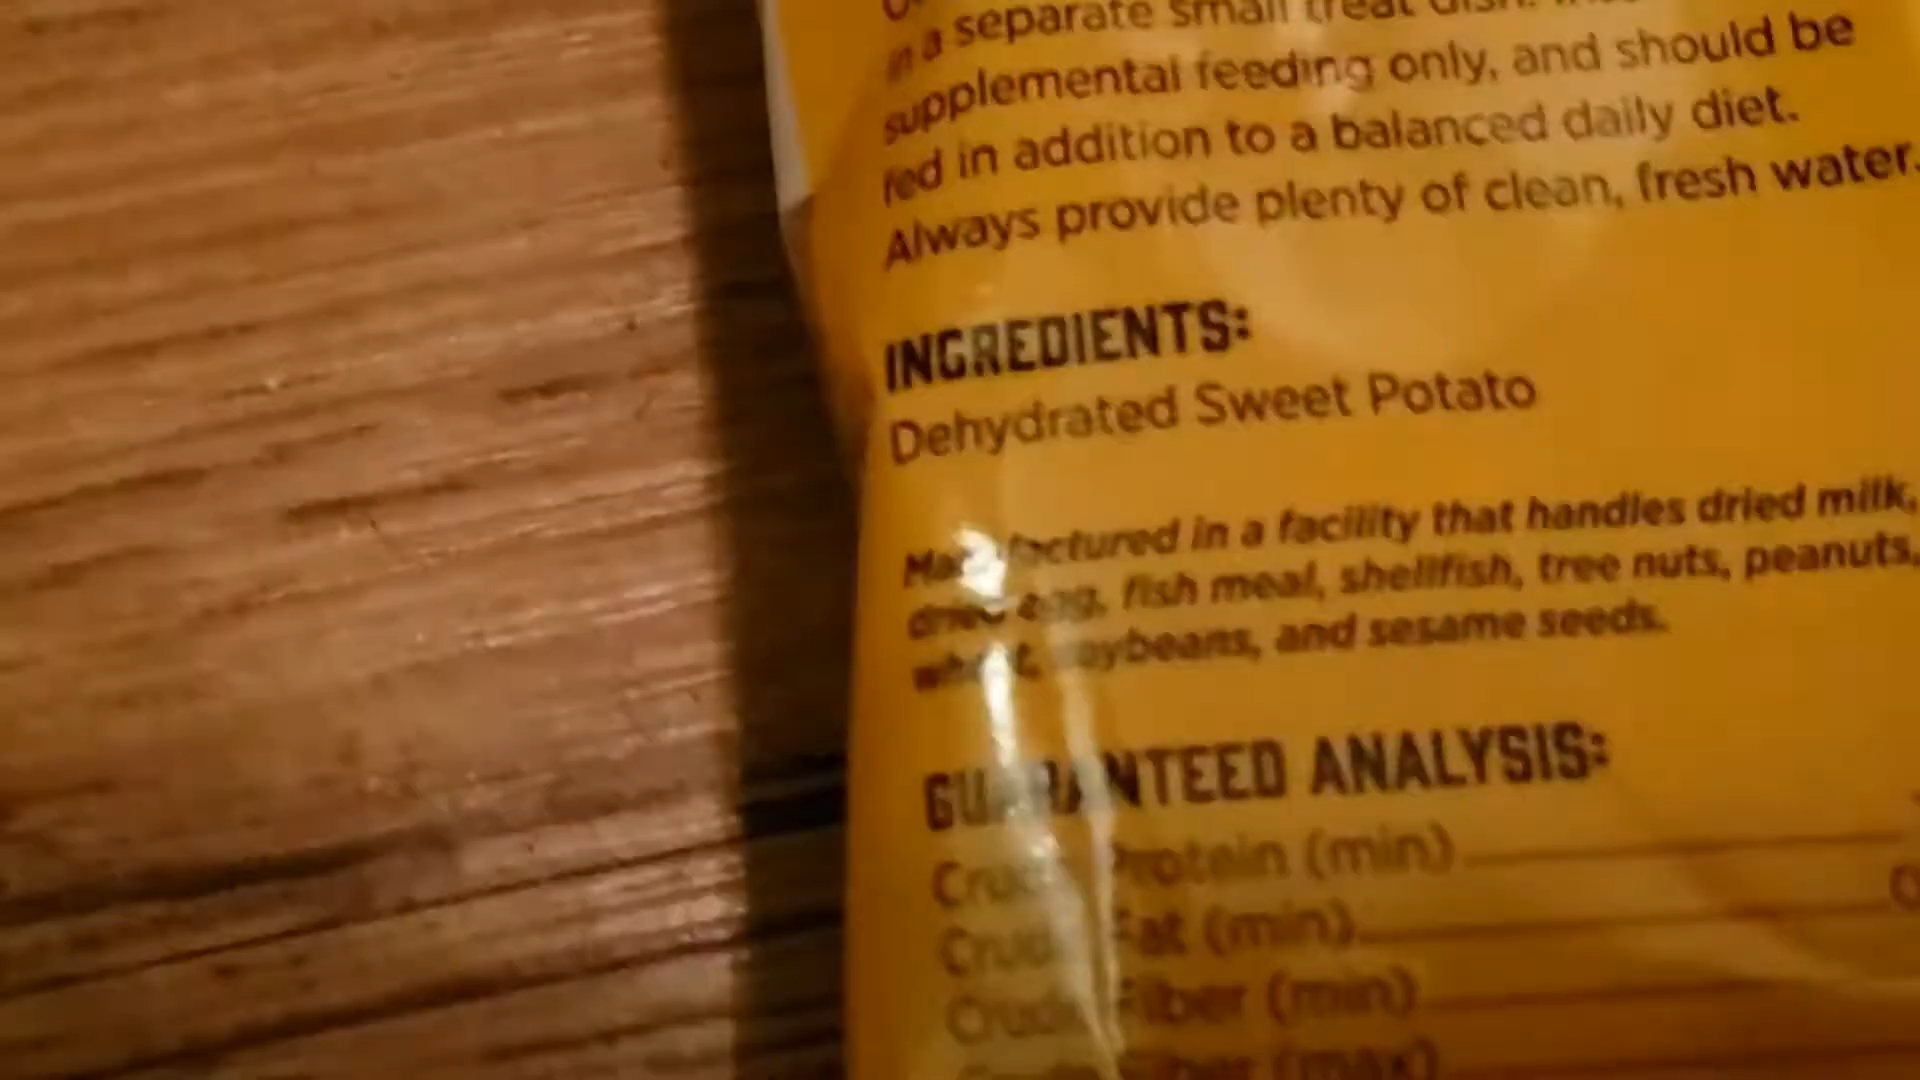 in a separate small treat dish.
supplemental feeding only, and should be
fed in addition to a balanced daily diet.
Always provide plenty of clean, fresh water.
INGREDIENTS:
Dehydrated Sweet Potato
Manufactured in a facility that handles dried milk,
dried egg, fish meal, shellfish, tree nuts, peanuts,
wheat, soybeans, and sesame seeds.
GUARANTEED ANALYSIS:
Crude Protein (min)
Crude Fat (min)
Crude Fiber (min)
Crude Fiber (max)